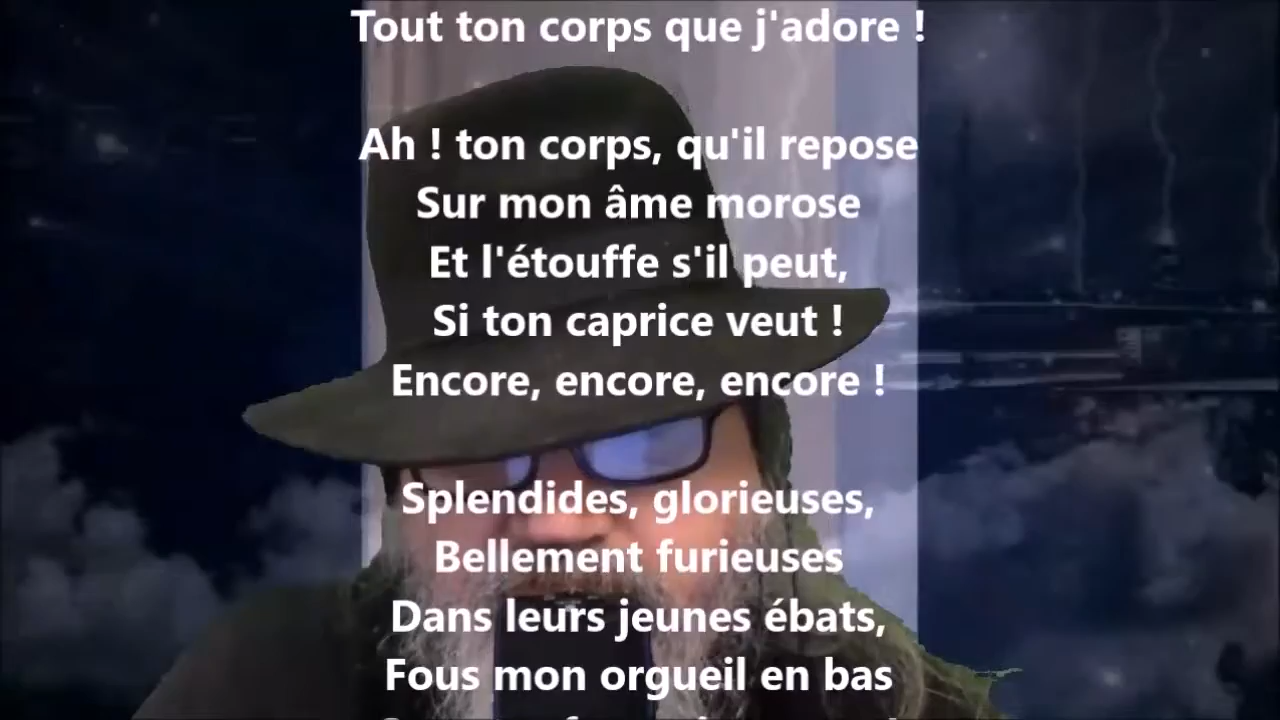 Tout ton corps que j'adore !
Ah ! ton corps, qu'il repose
Sur mon âme morose
Et l'étouffe s'il peut,
Si ton caprice veut !
Encore, encore, encore !
Splendides, glorieuses,
Bellement furieuses
Dans leurs jeunes ébats,
Fous mon orgueil en bas